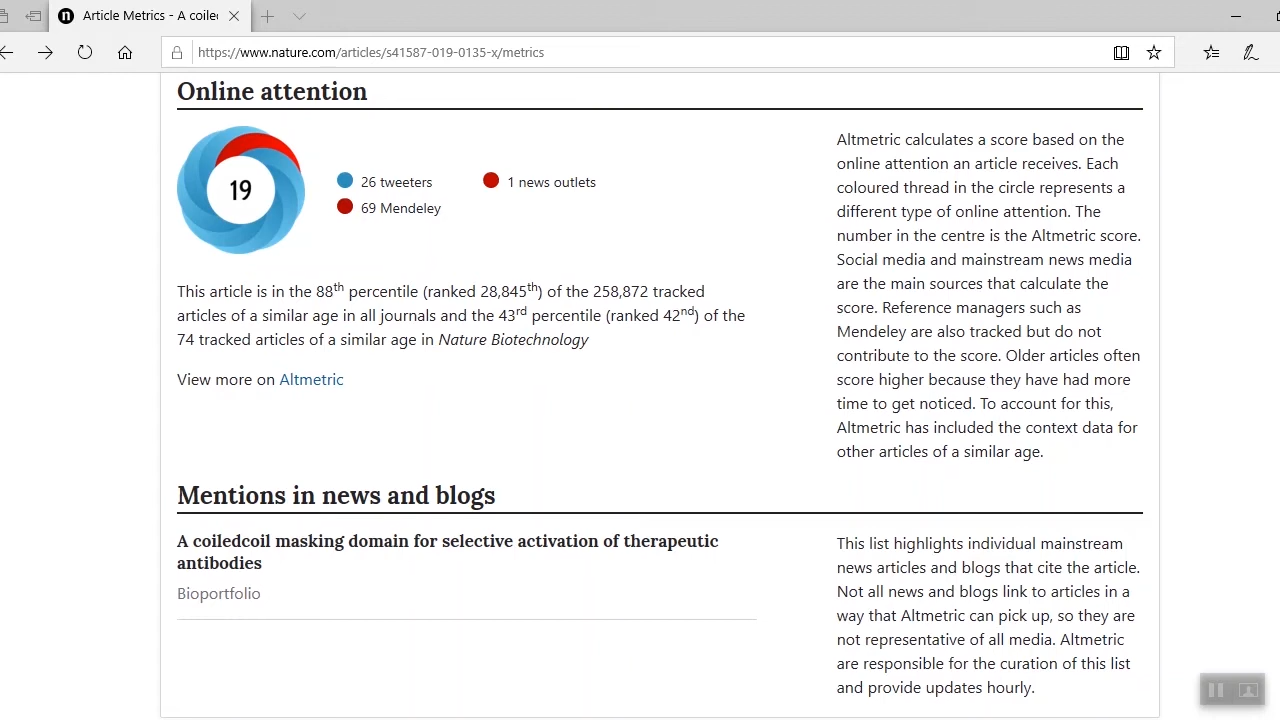 n Article Metrics - A coile
https://www.nature.com/articles/s41587-019-0135-x/metrics
Online attention
19
26 tweeters
1 news outlets
69 Mendeley
This article is in the 88th percentile (ranked 28,845th) of the 258,872 tracked
articles of a similar age in all journals and the 43rd percentile (ranked 42nd) of the
74 tracked articles of a similar age in Nature Biotechnology
View more on Altmetric
Altmetric calculates a score based on the
online attention an article receives. Each
coloured thread in the circle represents a
different type of online attention. The
number in the centre is the Altmetric score.
Social media and mainstream news media
are the main sources that calculate the
score. Reference managers such as
Mendeley are also tracked but do not
contribute to the score. Older articles often
score higher because they have had more
time to get noticed. To account for this,
Altmetric has included the context data for
other articles of a similar age.
Mentions in news and blogs
A coiledcoil masking domain for selective activation of therapeutic
antibodies
Bioportfolio
This list highlights individual mainstream
news articles and blogs that cite the article.
Not all news and blogs link to articles in a
way that Altmetric can pick up, so they are
not representative of all media. Altmetric
are responsible for the curation of this list
and provide updates hourly.